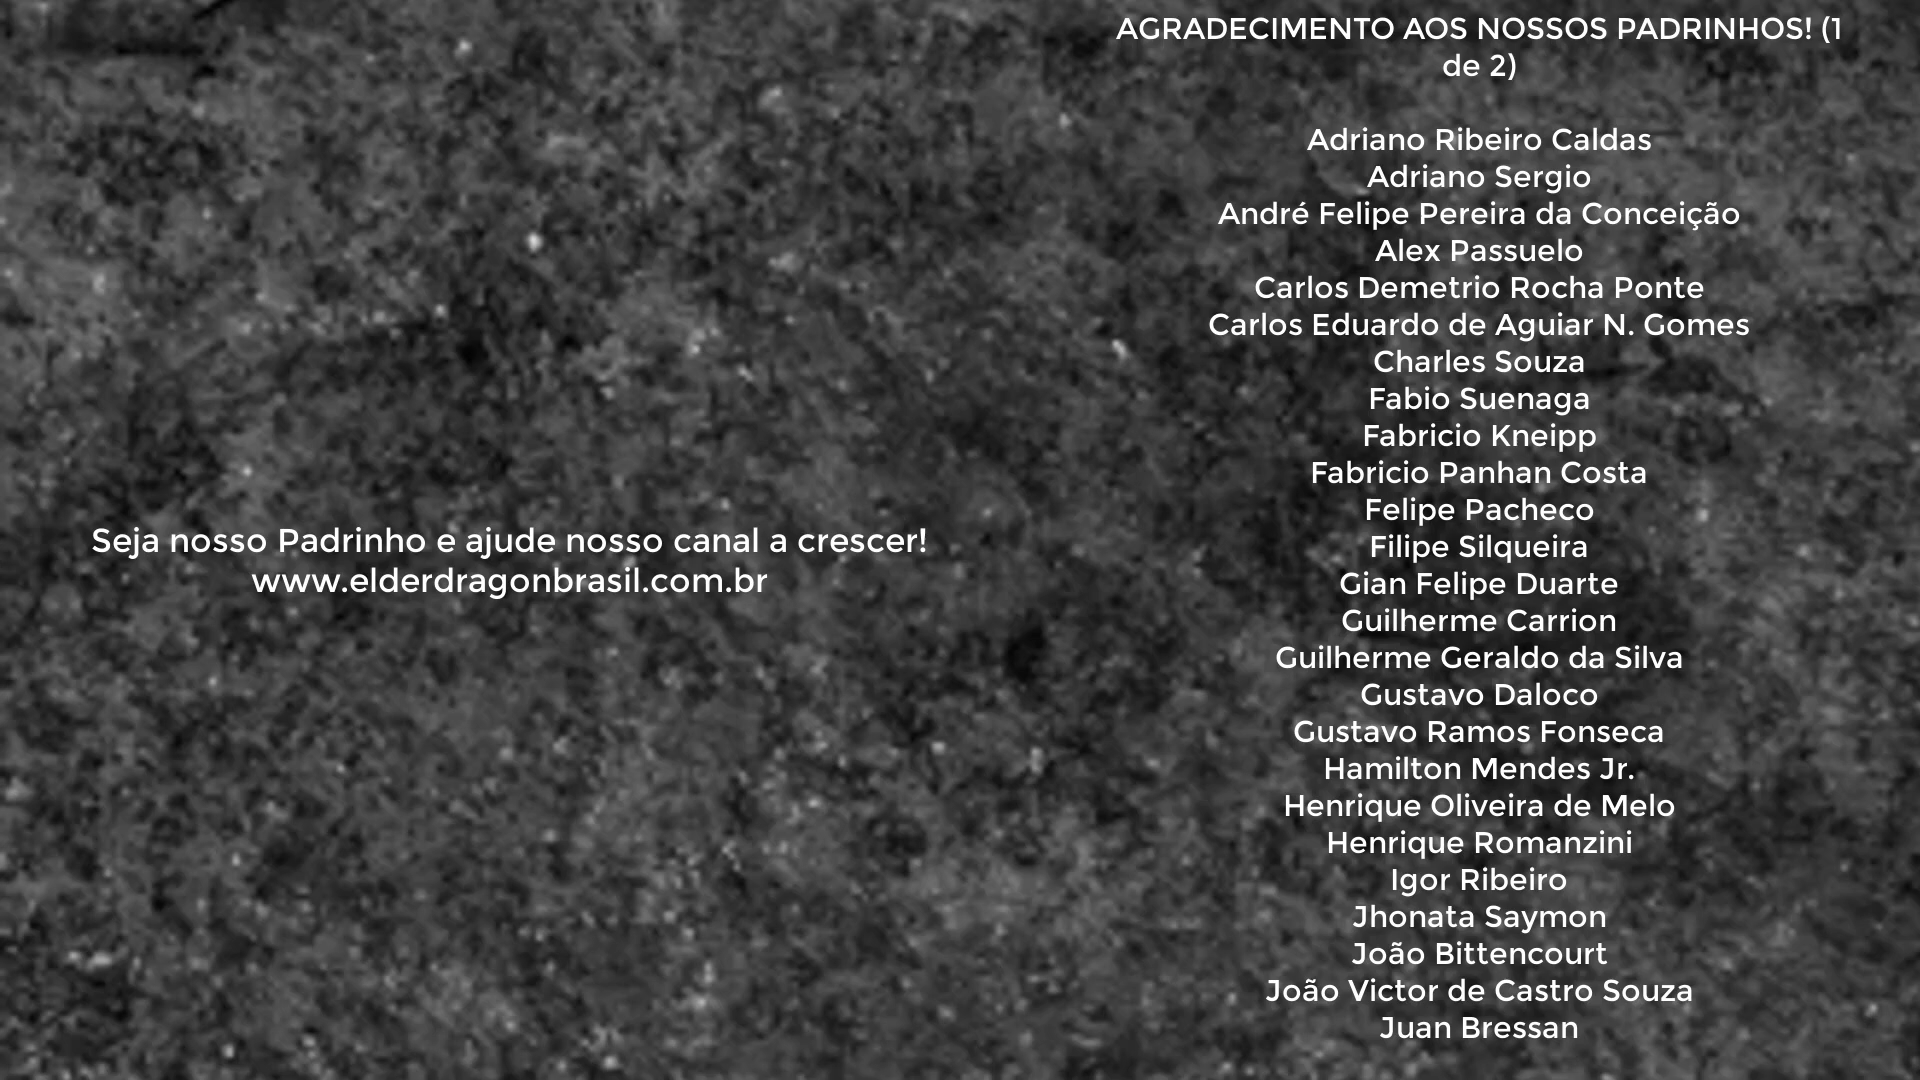 Seja nosso Padrinho e ajude nosso canal a crescer!
www.elderdragonbrasil.com.br
AGRADECIMENTO AOS NOSSOS PADRINHOS! (1
de 2)
Adriano Ribeiro Caldas
Adriano Sergio
André Felipe Pereira da Conceição
Alex Passuelo
Carlos Demetrio Rocha Ponte
Carlos Eduardo de Aguiar N. Gomes
Charles Souza
Fabio Suenaga
Fabricio Kneipp
Fabricio Panhan Costa
Felipe Pacheco
Filipe Silqueira
Gian Felipe Duarte
Guilherme Carrion
Guilherme Geraldo da Silva
Gustavo Daloco
Gustavo Ramos Fonseca
Hamilton Mendes Jr.
Henrique Oliveira de Melo
Henrique Romanzini
Igor Ribeiro
Jhonata Saymon
João Bittencourt
João Victor de Castro Souza
Juan Bressan